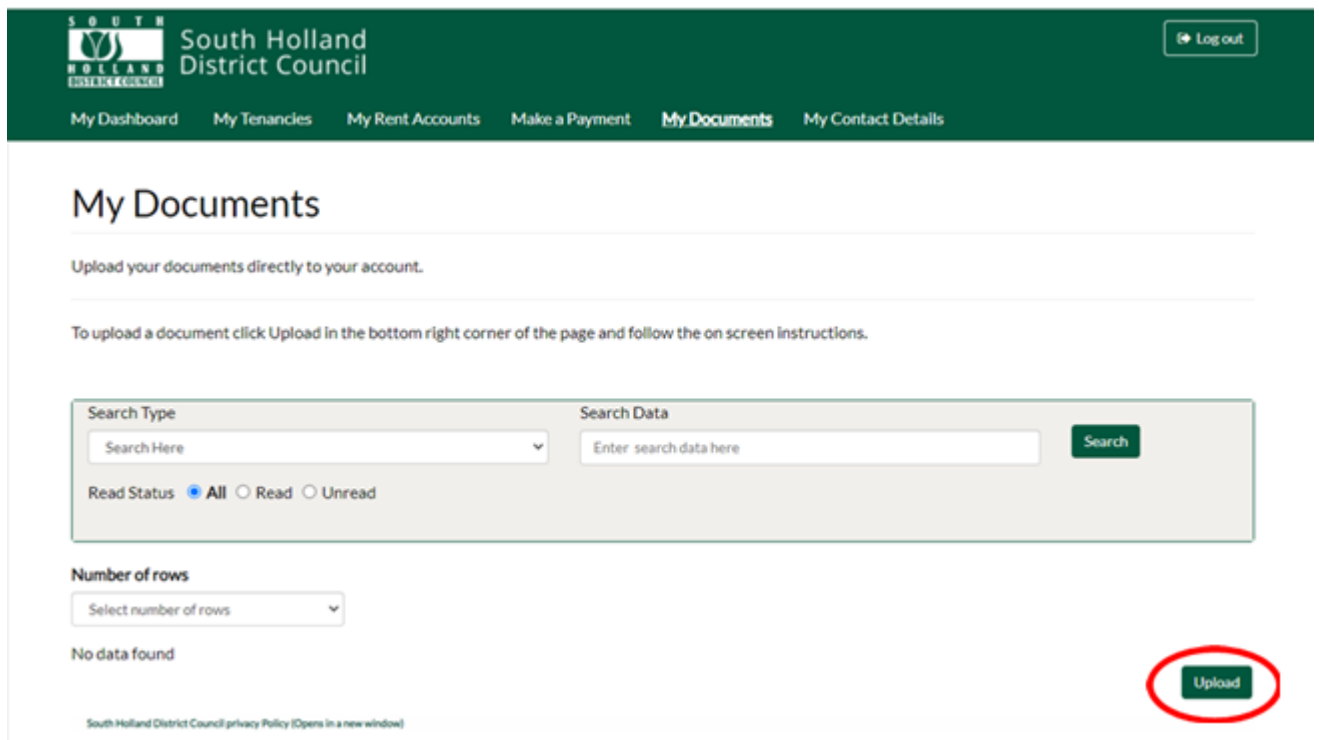 SOUTH
HOLLAND
DISTRICT COUNCIL
South Holland
District Council
Log out
My Dashboard My Tenancies My Rent Accounts Make a Payment My Documents My Contact Details
My Documents
Upload your documents directly to your account.
To upload a document click Upload in the bottom right corner of the page and follow the on screen instructions.
Search Type Search Data
Search Here Enter search data here Search
Read Status All Read Unread
Number of rows
Select number of rows
No data found
Upload
South Holland District Council privacy Policy (Opens in a new window)